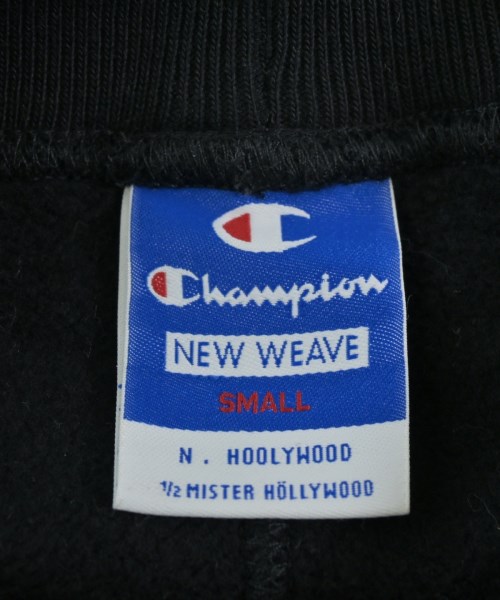 Champion
NEW WEAVE
SMALL
N. HOOLYWOOD
½ MISTER HÖLLYWOOD